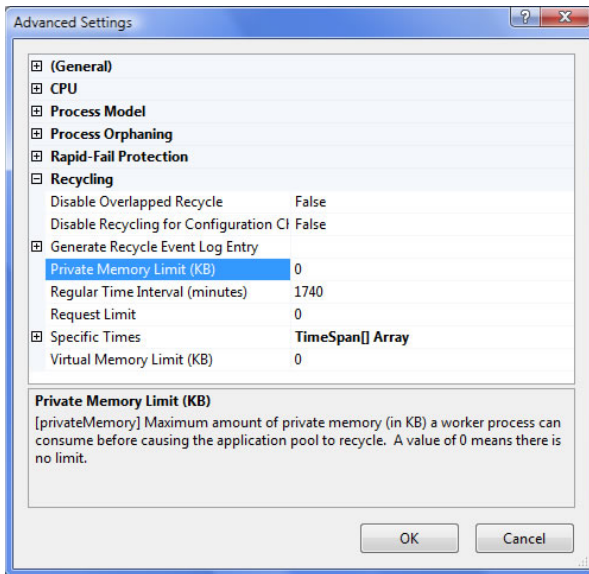 Advanced Settings
(General)
CPU
Process Model
Process Orphaning
Rapid-Fail Protection
Recycling
Disable Overlapped Recycle False
Disable Recycling for Configuration Cl False
Generate Recycle Event Log Entry
Private Memory Limit (KB) 0
Regular Time Interval (minutes) 1740
Request Limit 0
Specific Times TimeSpan[] Array
Virtual Memory Limit (KB) 0
Private Memory Limit (KB)
[privateMemory] Maximum amount of private memory (in KB) a worker process can
consume before causing the application pool to recycle. A value of 0 means there is
no limit.
OK Cancel